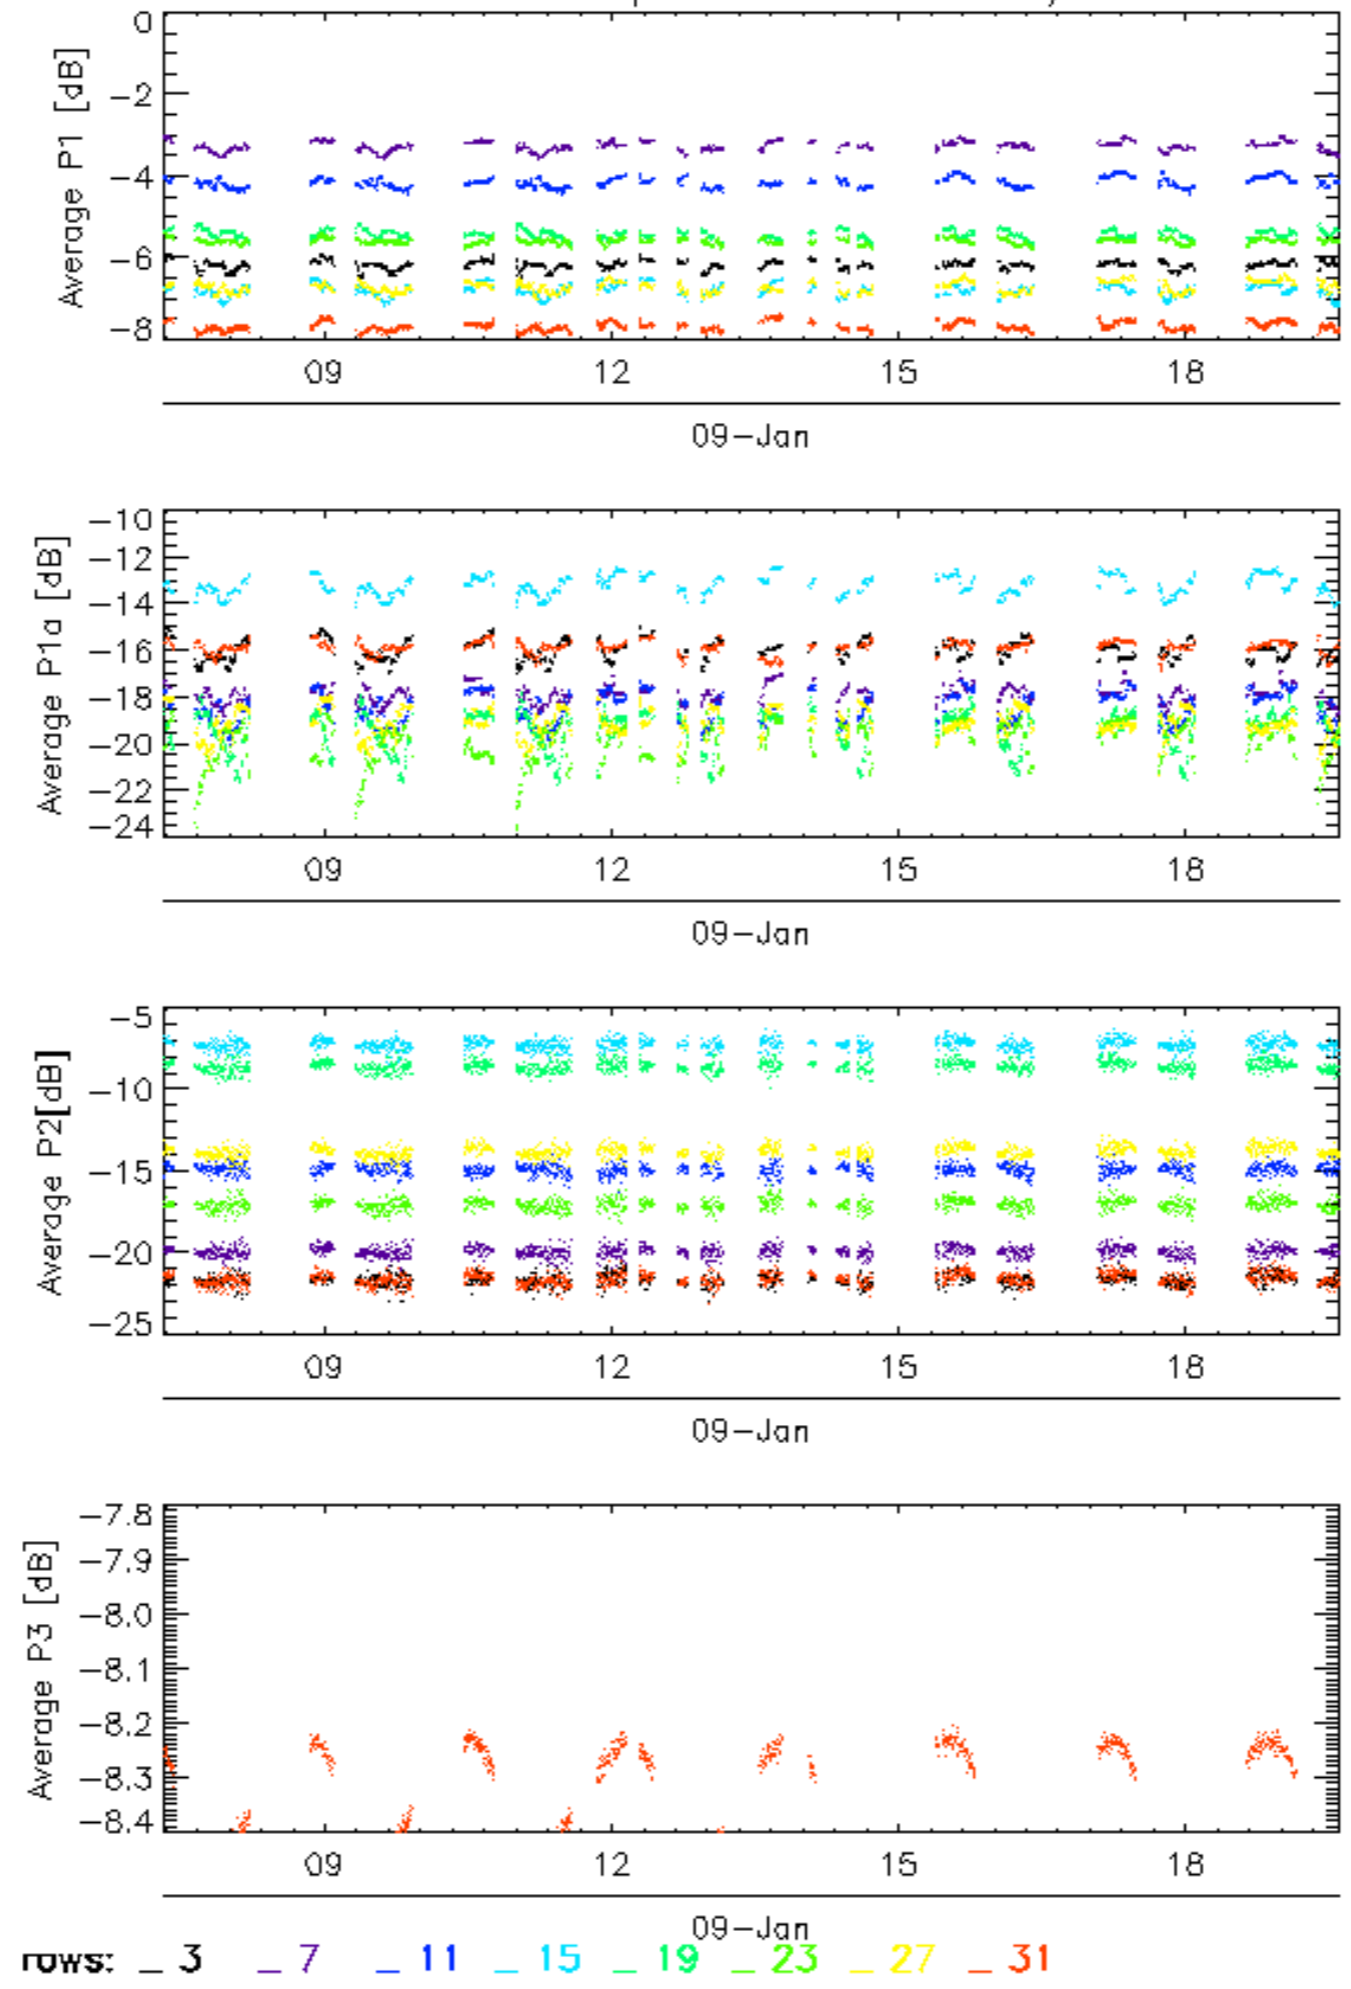 0
-2
-4
-6
-8
Average P1 [dB]
09 12 15 18
09-Jan
-10
-12
-14
-16
-18
-20
-22
-24
Average P1a [dB]
09 12 15 18
09-Jan
-5
-10
-15
-20
-25
Average P2[dB]
09 12 15 18
09-Jan
-7.8
-7.9
-8.0
-8.1
-8.2
-8.3
-8.4
Average P3 [dB]
09 12 15 18
09-Jan
rows: _ 3 _ 7 _ 11 _ 15 _ 19 _ 23 _ 27 _ 31